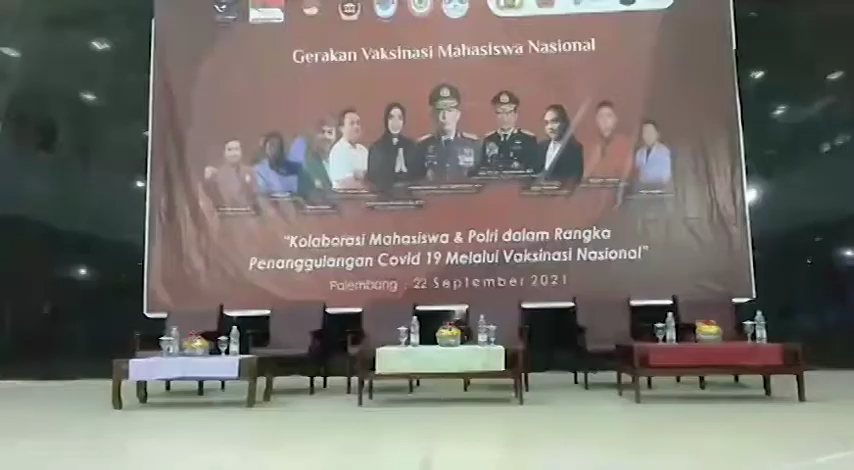 Gerakan Vaksinasi Mahasiswa Nasional
"Kolaborasi Mahasiswa & Polri dalam Rangka
Penanggulangan Covid 19 Melalui Vaksinasi Nasional"
Palembang, 22 September 2021